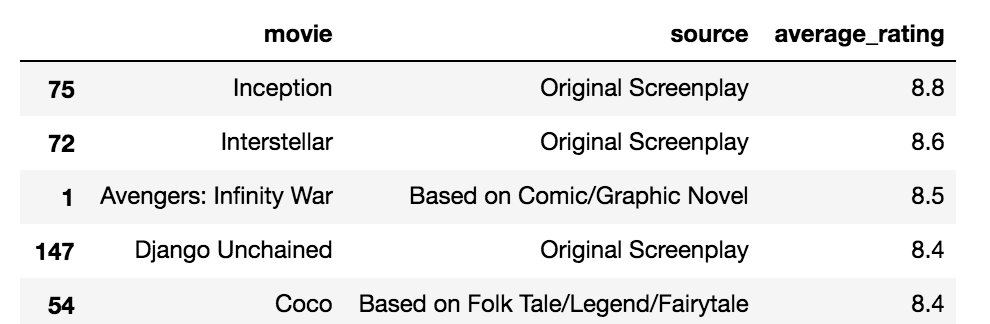 movie source average_rating
75 Inception Original Screenplay 8.8
72 Interstellar Original Screenplay 8.6
1 Avengers: Infinity War Based on Comic/Graphic Novel 8.5
147 Django Unchained Original Screenplay 8.4
54 Coco Based on Folk Tale/Legend/Fairytale 8.4